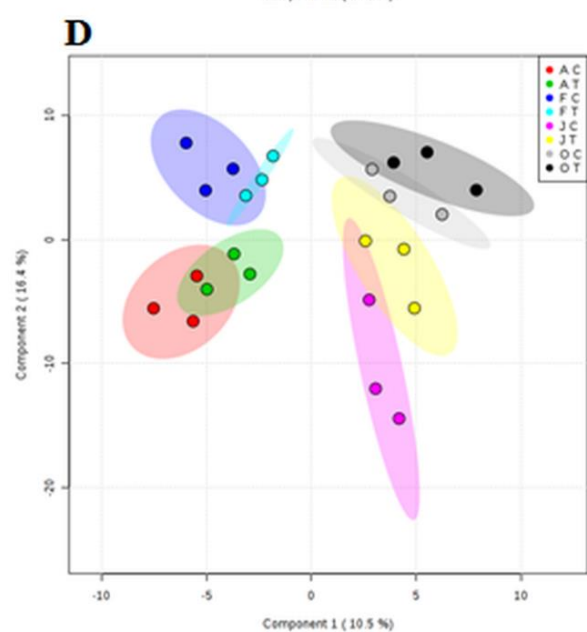 D
A C
A T
F C
F T
J C
J T
O C
O T
10
0
-10
-20
Component 2 ( 16.4 % )
-10
-5
0
5
10
Component 1 ( 10.5 % )